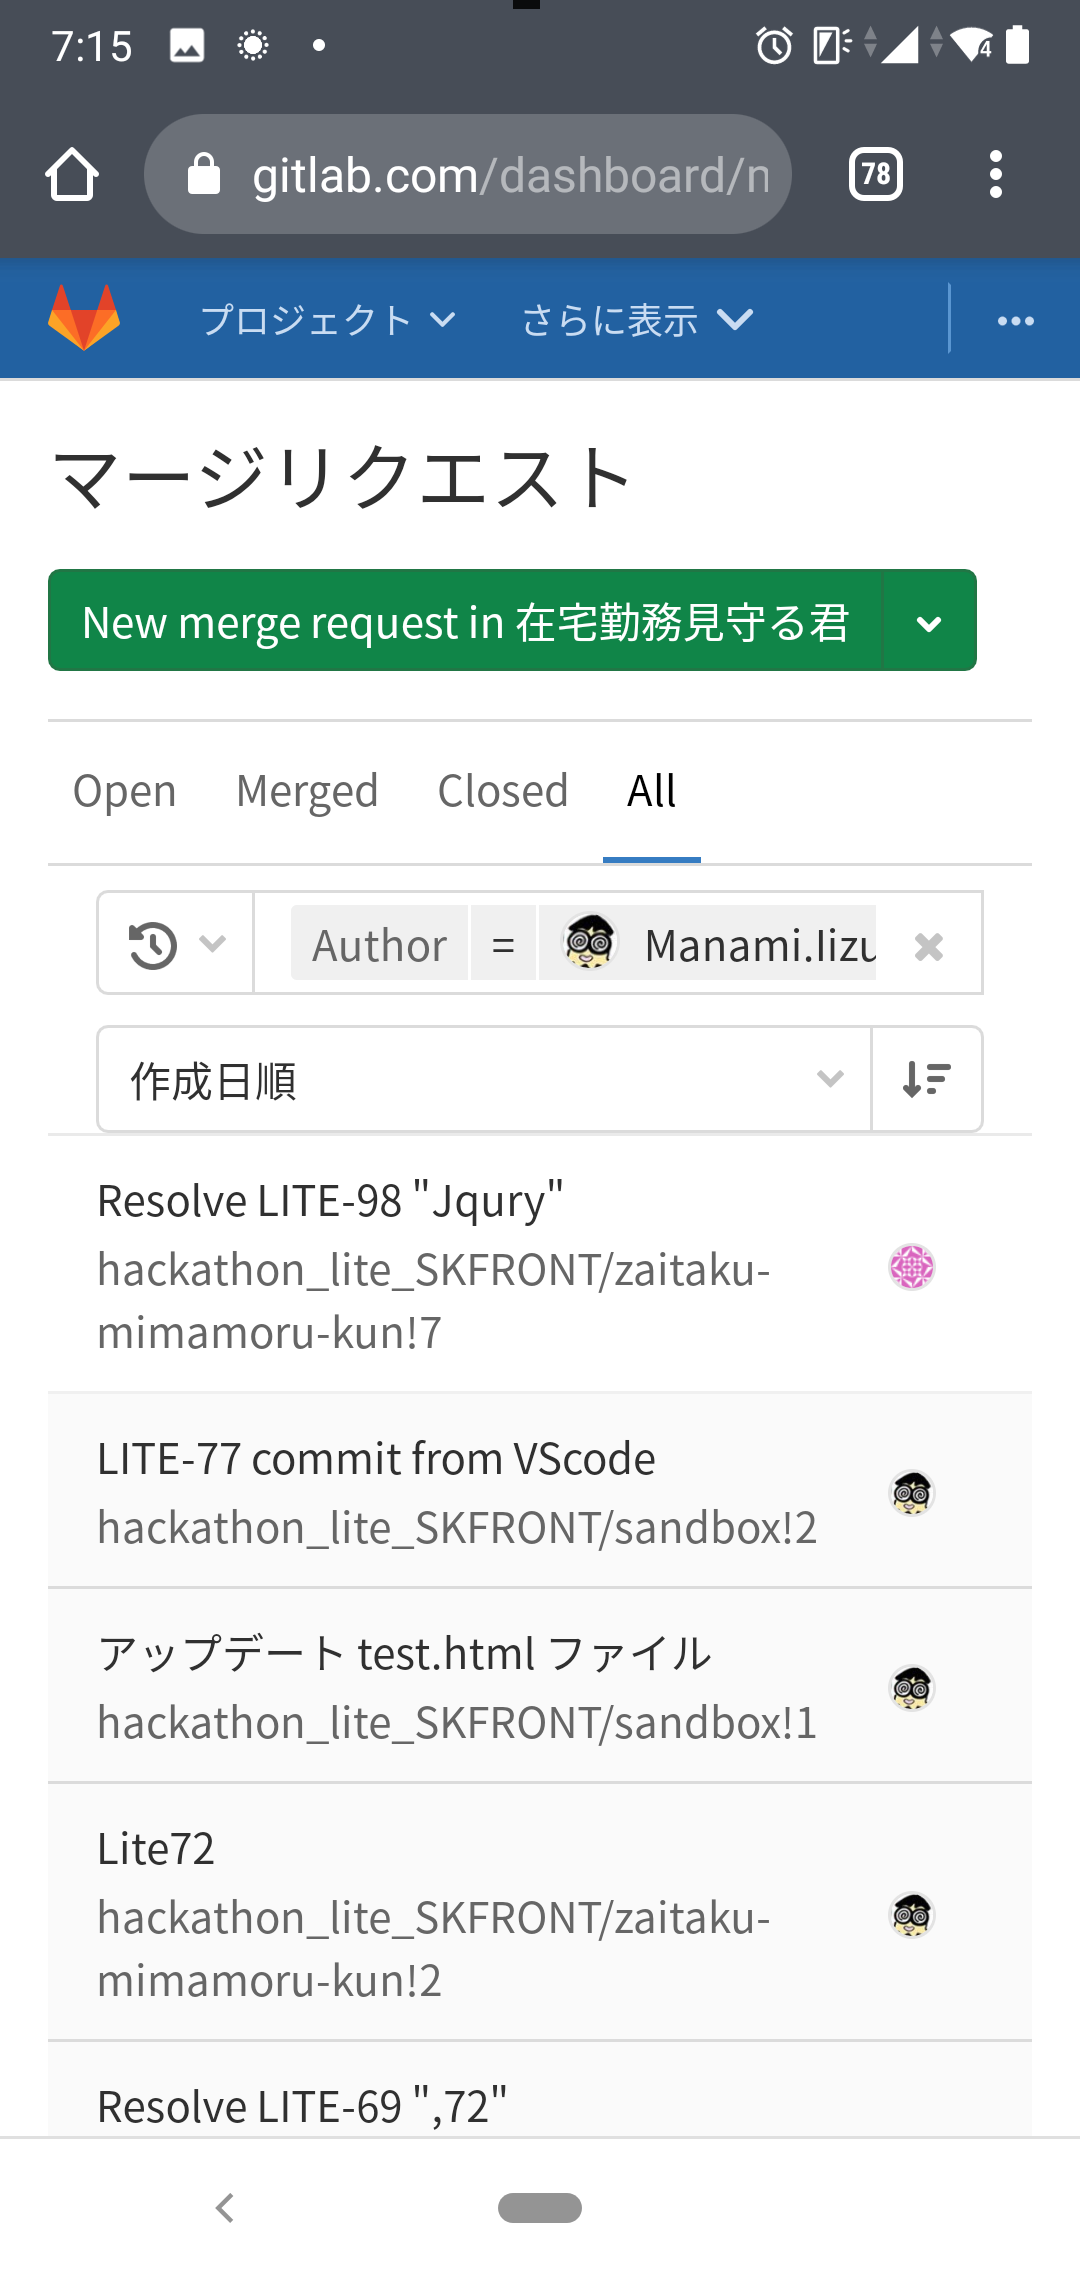 7:15
4
gitlab.com/dashboard/n
78
プロジェクト さらに表示
マージリクエスト
New merge request in 在宅勤務見守る君
Open Merged Closed All
Author = Manami.Iizu
作成日順
Resolve LITE-98 "Jqury"
hackathon_lite_SKFRONT/zaitaku-
mimamoru-kun!7
LITE-77 commit from VScode
hackathon_lite_SKFRONT/sandbox!2
アップデート test.html ファイル
hackathon_lite_SKFRONT/sandbox!1
Lite72
hackathon_lite_SKFRONT/zaitaku-
mimamoru-kun!2
Resolve LITE-69 ",72"